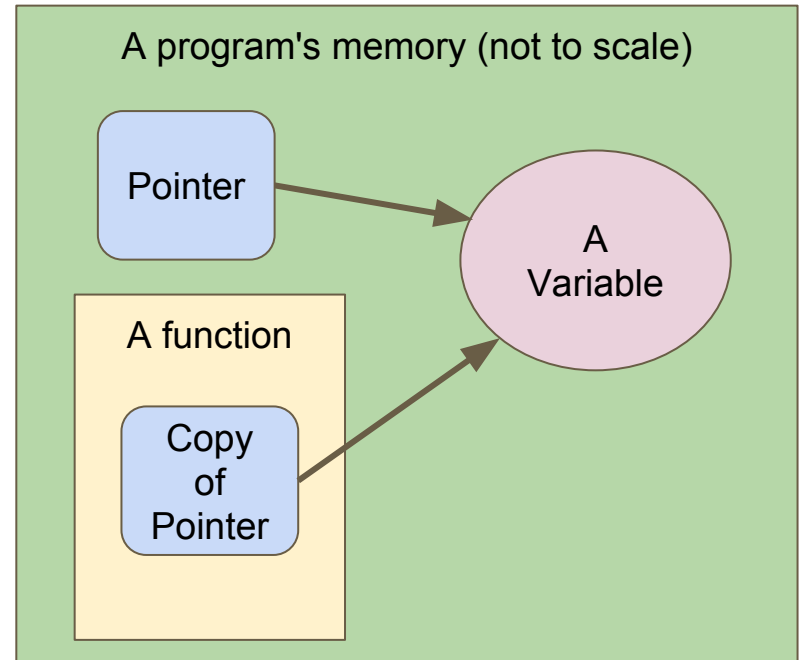 A program's memory (not to scale)
Pointer
A
Variable
A function
Copy
of
Pointer